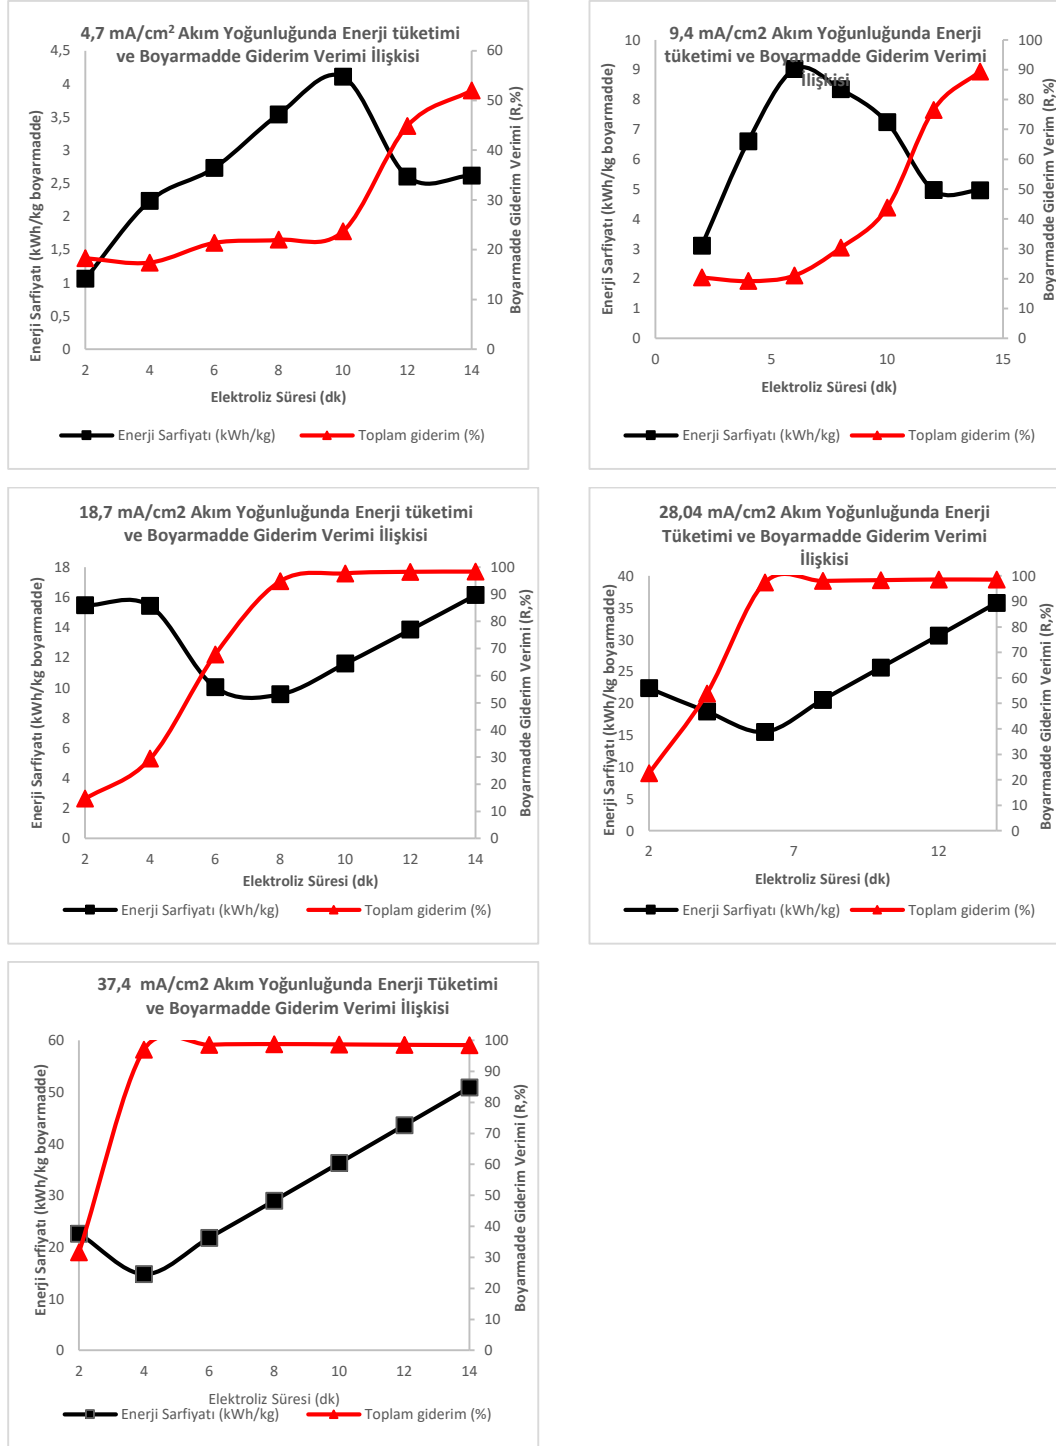 4,7 mA/cm² Akım Yoğunluğunda Enerji tüketimi
ve Boyarmadde Giderim Verimi İlişkisi
Enerji Sarfiyatı (kWh/kg boyarmadde)
4,5
4
3,5
3
2,5
2
1,5
1
0,5
0
60
50
40
30
20
10
0
Boyarmadde Giderim Verimi (R,%)
2 4 6 8 10 12 14
Elektroliz Süresi (dk)
Enerji Sarfiyatı (kWh/kg) Toplam giderim (%)
9,4 mA/cm2 Akım Yoğunluğunda Enerji
tüketimi ve Boyarmadde Giderim Verimi
İlişkisi
Enerji Sarfiyatı (kWh/kg boyarmadde)
10
9
8
7
6
5
4
3
2
1
0
100
90
80
70
60
50
40
30
20
10
0
Boyarmadde Giderim Verimi (R,%)
0 5 10 15
Elektroliz Süresi (dk)
Enerji Sarfiyatı (kWh/kg) Toplam giderim (%)
18,7 mA/cm2 Akım Yoğunluğunda Enerji tüketimi
ve Boyarmadde Giderim Verimi İlişkisi
Enerji Sarfiyatı (kWh/kg boyarmadde)
18
16
14
12
10
8
6
4
2
0
100
90
80
70
60
50
40
30
20
10
0
Boyarmadde Giderim Verimi (R,%)
2 4 6 8 10 12 14
Elektroliz Süresi (dk)
Enerji Sarfiyatı (kWh/kg) Toplam giderim (%)
28,04 mA/cm2 Akım Yoğunluğunda Enerji
Tüketimi ve Boyarmadde Giderim Verimi
İlişkisi
Enerji Sarfiyatı (kWh/kg boyarmadde)
40
35
30
25
20
15
10
5
0
100
90
80
70
60
50
40
30
20
10
0
Boyarmadde Giderim Verimi (R,%)
2 7 12
Elektroliz Süresi (dk)
Enerji Sarfiyatı (kWh/kg) Toplam giderim (%)
37,4 mA/cm2 Akım Yoğunluğunda Enerji Tüketimi
ve Boyarmadde Giderim Verimi İlişkisi
Enerji Sarfiyatı (kWh/kg boyarmadde)
60
50
40
30
20
10
0
100
90
80
70
60
50
40
30
20
10
0
Boyarmadde Giderim Verimi (R,%)
2 4 6 8 10 12 14
Elektroliz Süresi (dk)
Enerji Sarfiyatı (kWh/kg) Toplam giderim (%)